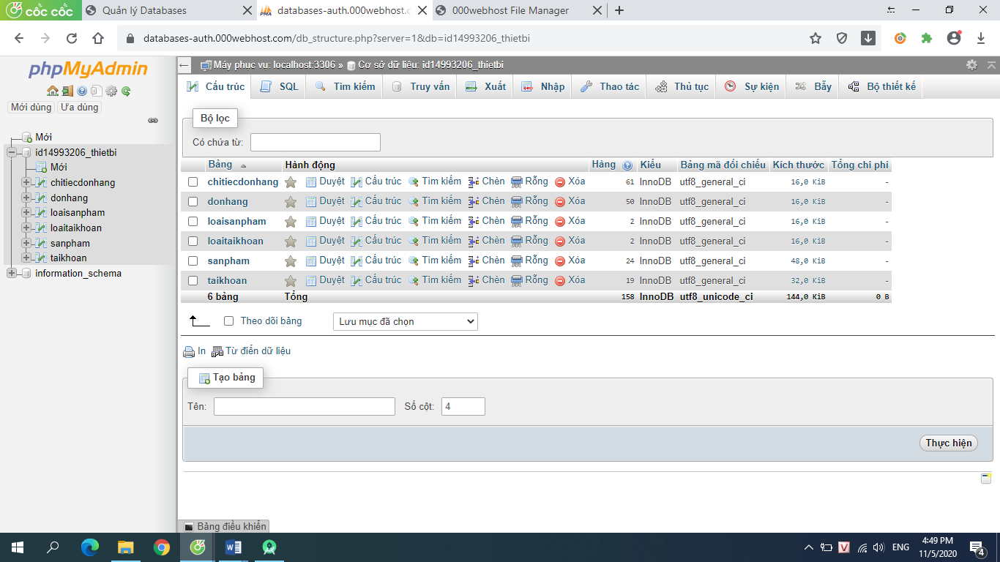 cốc cốc Quản lý Databases databases-auth.000webhost.c 000webhost File Manager
databases-auth.000webhost.com/db_structure.php?server=1&db=id14993206_thietbi
phpMyAdmin
Mới dùng Ưa dùng
Mới
id14993206_thietbi
Mới
chitiecdonhang
donhang
loaisanpham
loaitaikhoan
sanpham
taikhoan
information_schema
Máy phục vụ: localhost:3306 » Cơ sở dữ liệu: id14993206_thietbi
Cấu trúc SQL Tìm kiếm Truy vấn Xuất Nhập Thao tác Thủ tục Sự kiện Bẫy Bộ thiết kế
Bộ lọc
Có chứa từ:
Bảng Hành động Hàng Kiểu Bảng mã đối chiếu Kích thước Tổng chi phí
chitiecdonhang Duyệt Cấu trúc Tìm kiếm Chèn Rỗng Xóa 61 InnoDB utf8_general_ci 16,0 KiB -
donhang Duyệt Cấu trúc Tìm kiếm Chèn Rỗng Xóa 50 InnoDB utf8_general_ci 16,0 KiB -
loaisanpham Duyệt Cấu trúc Tìm kiếm Chèn Rỗng Xóa 2 InnoDB utf8_general_ci 16,0 KiB -
loaitaikhoan Duyệt Cấu trúc Tìm kiếm Chèn Rỗng Xóa 2 InnoDB utf8_general_ci 16,0 KiB -
sanpham Duyệt Cấu trúc Tìm kiếm Chèn Rỗng Xóa 24 InnoDB utf8_general_ci 48,0 KiB -
taikhoan Duyệt Cấu trúc Tìm kiếm Chèn Rỗng Xóa 19 InnoDB utf8_general_ci 32,0 KiB -
6 bảng Tổng 158 InnoDB utf8_unicode_ci 144,0 KiB 0 B
Theo dõi bảng Lưu mục đã chọn
In Từ điển dữ liệu
Tạo bảng
Tên: Số cột: 4
Thực hiện
Bảng điều khiển
ENG 4:49 PM
11/5/2020 4